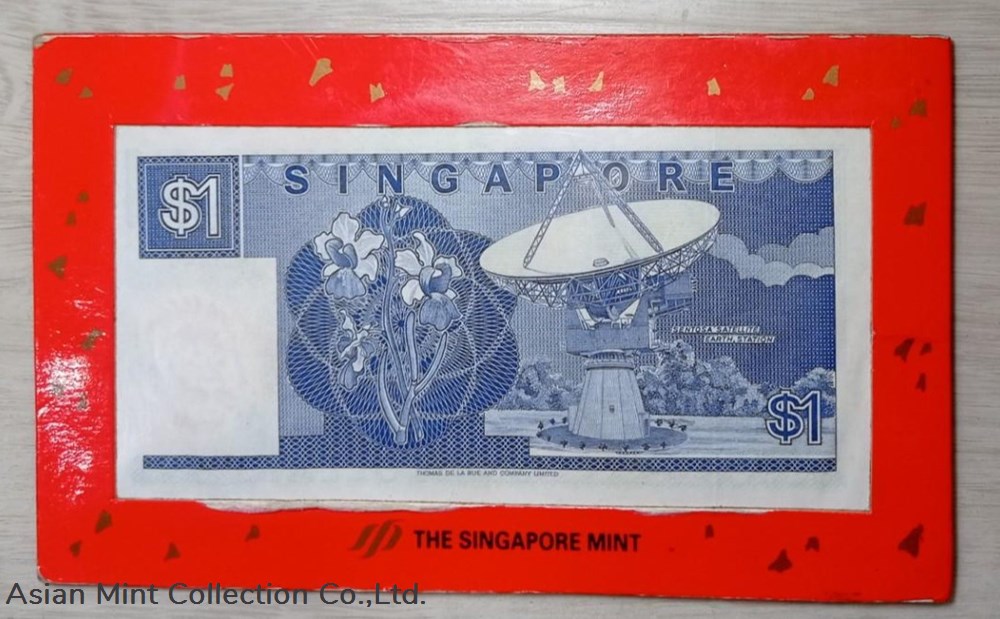 $1
SINGAPORE
SENTOSA SATELLITE
EARTH STATION
$1
THOMAS DE LA RUE AND COMPANY LIMITED
THE SINGAPORE MINT
Asian Mint Collection Co.,Ltd.